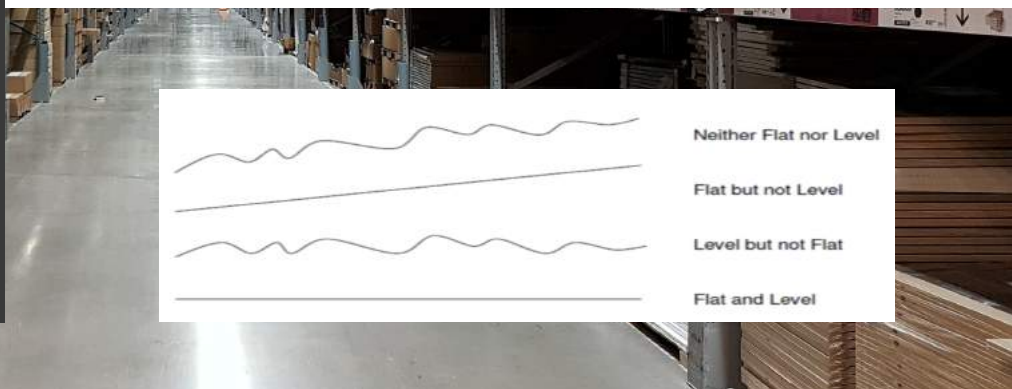 Neither Flat nor Level
Flat but not Level
Level but not Flat
Flat and Level